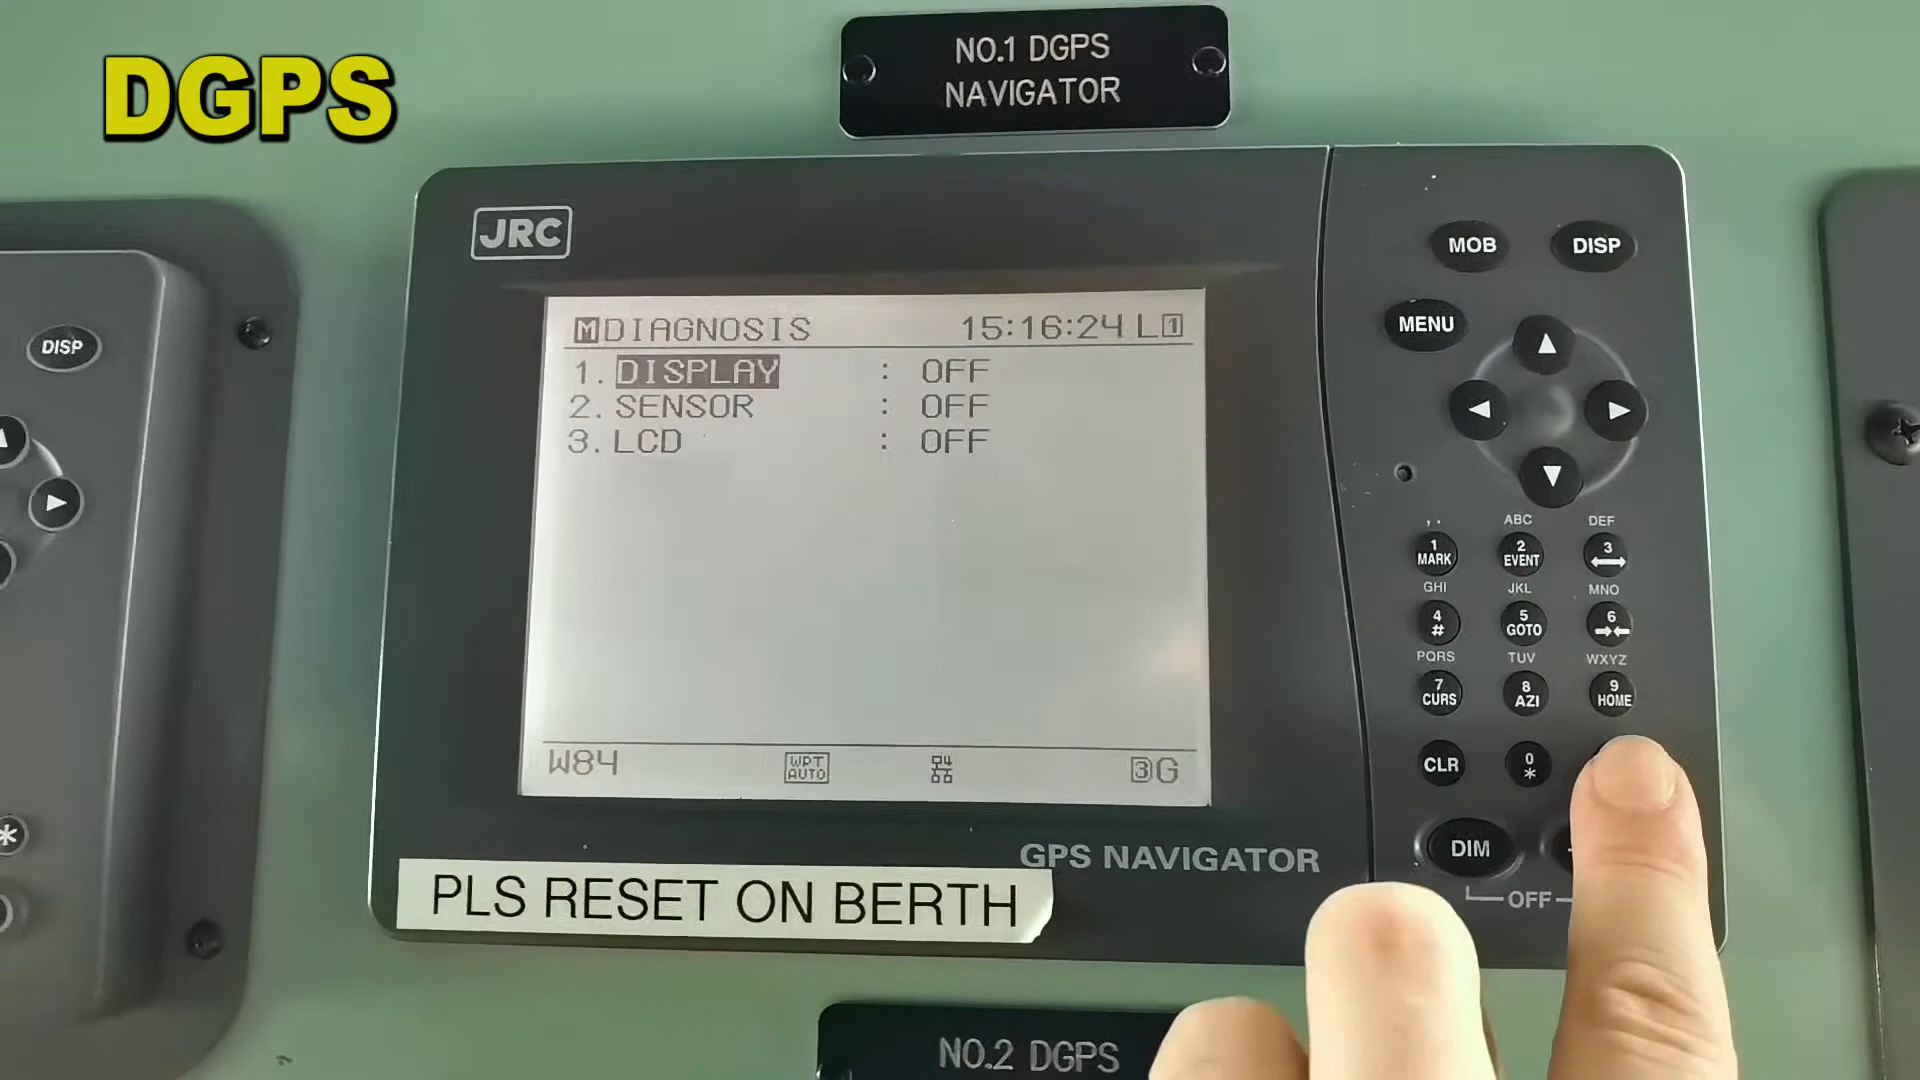 DGPS
NO.1 DGPS
NAVIGATOR
JRC
M DIAGNOSIS 15:16:24 L 1
1. DISPLAY : OFF
2. SENSOR : OFF
3. LCD : OFF
W84 WPT AUTO 3 G
GPS NAVIGATOR
PLS RESET ON BERTH
MOB DISP
MENU
ABC DEF
1 MARK 2 EVENT 3
GHI JKL MNO
4 # 5 GOTO 6
PQRS TUV WXYZ
7 CURS 8 AZI 9 HOME
CLR 0 *
DIM
OFF
DISP
*
NO.2 DGPS